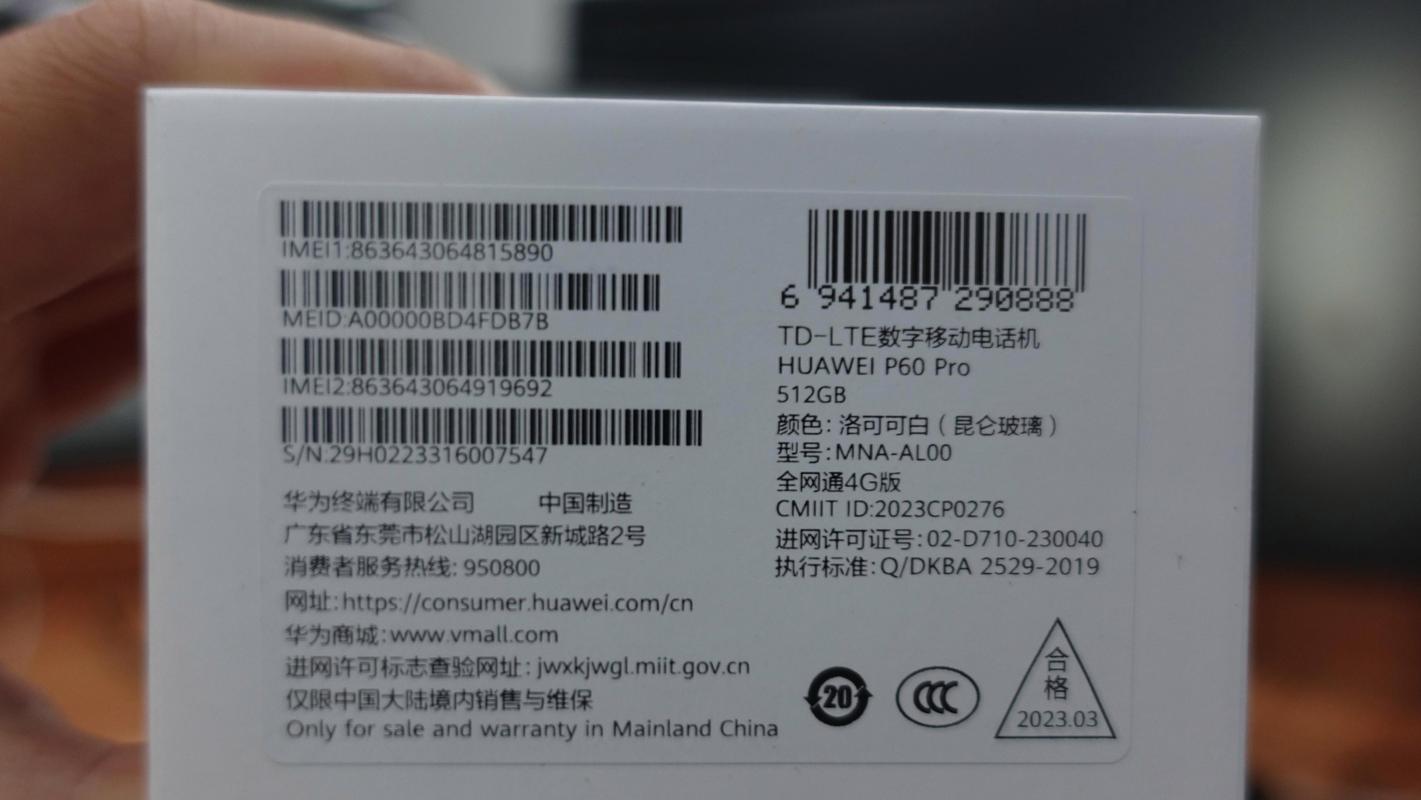 IMEI1:863643064815890
MEID:A00000BD4FDB7B
IMEI2:863643064919692
S/N:29H0223316007547
华为终端有限公司 中国制造
广东省东莞市松山湖园区新城路2号
消费者服务热线: 950800
网址:https://consumer.huawei.com/cn
华为商城:www.vmall.com
进网许可标志查验网址: jwxkjwgl.miit.gov.cn
仅限中国大陆境内销售与维保
Only for sale and warranty in Mainland China
6 941487 290888
TD-LTE数字移动电话机
HUAWEI P60 Pro
512GB
颜色: 洛可可白 ( 昆仑玻璃 )
型号:MNA-AL00
全网通4G版
CMIIT ID:2023CP0276
进网许可证号: 02-D710-230040
执行标准: Q/DKBA 2529-2019
20
CCC
合
格
2023.03